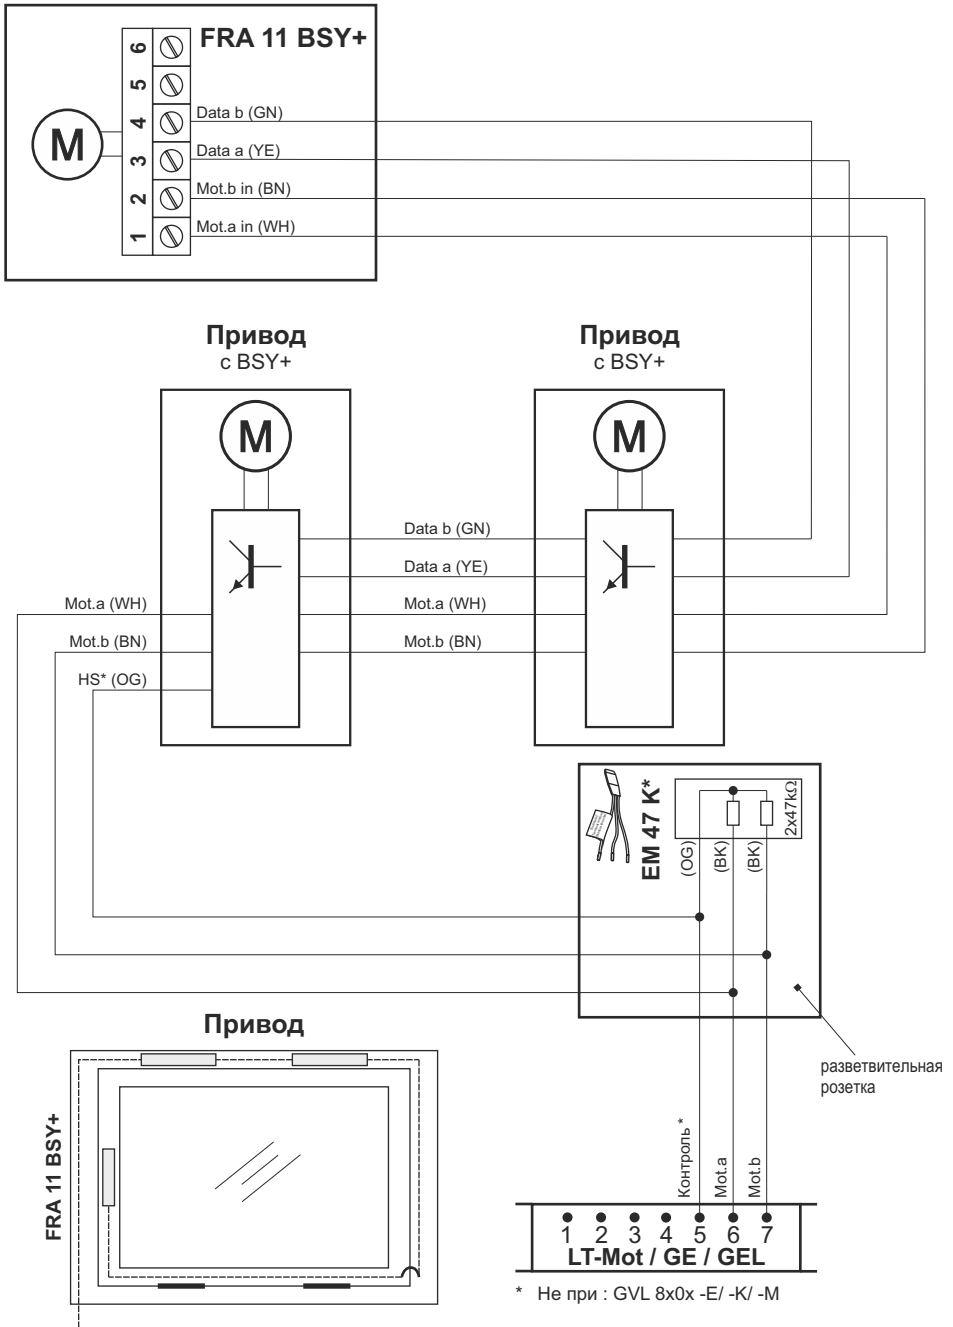 FRA 11 BSY+
M
6
5
4
3
2
1
Data b (GN)
Data a (YE)
Mot.b in (BN)
Mot.a in (WH)
Привод
с BSY+
Привод
с BSY+
M
M
Data b (GN)
Data a (YE)
Mot.a (WH)
Mot.b (BN)
Mot.a (WH)
Mot.b (BN)
HS* (OG)
EM 47 K*
2x47kΩ
(OG)
(BK)
(BK)
разветвительная
розетка
Привод
FRA 11 BSY+
Контроль *
Mot.a
Mot.b
1 2 3 4 5 6 7
LT-Mot / GE / GEL
* Не при : GVL 8x0x -E/ -K/ -M